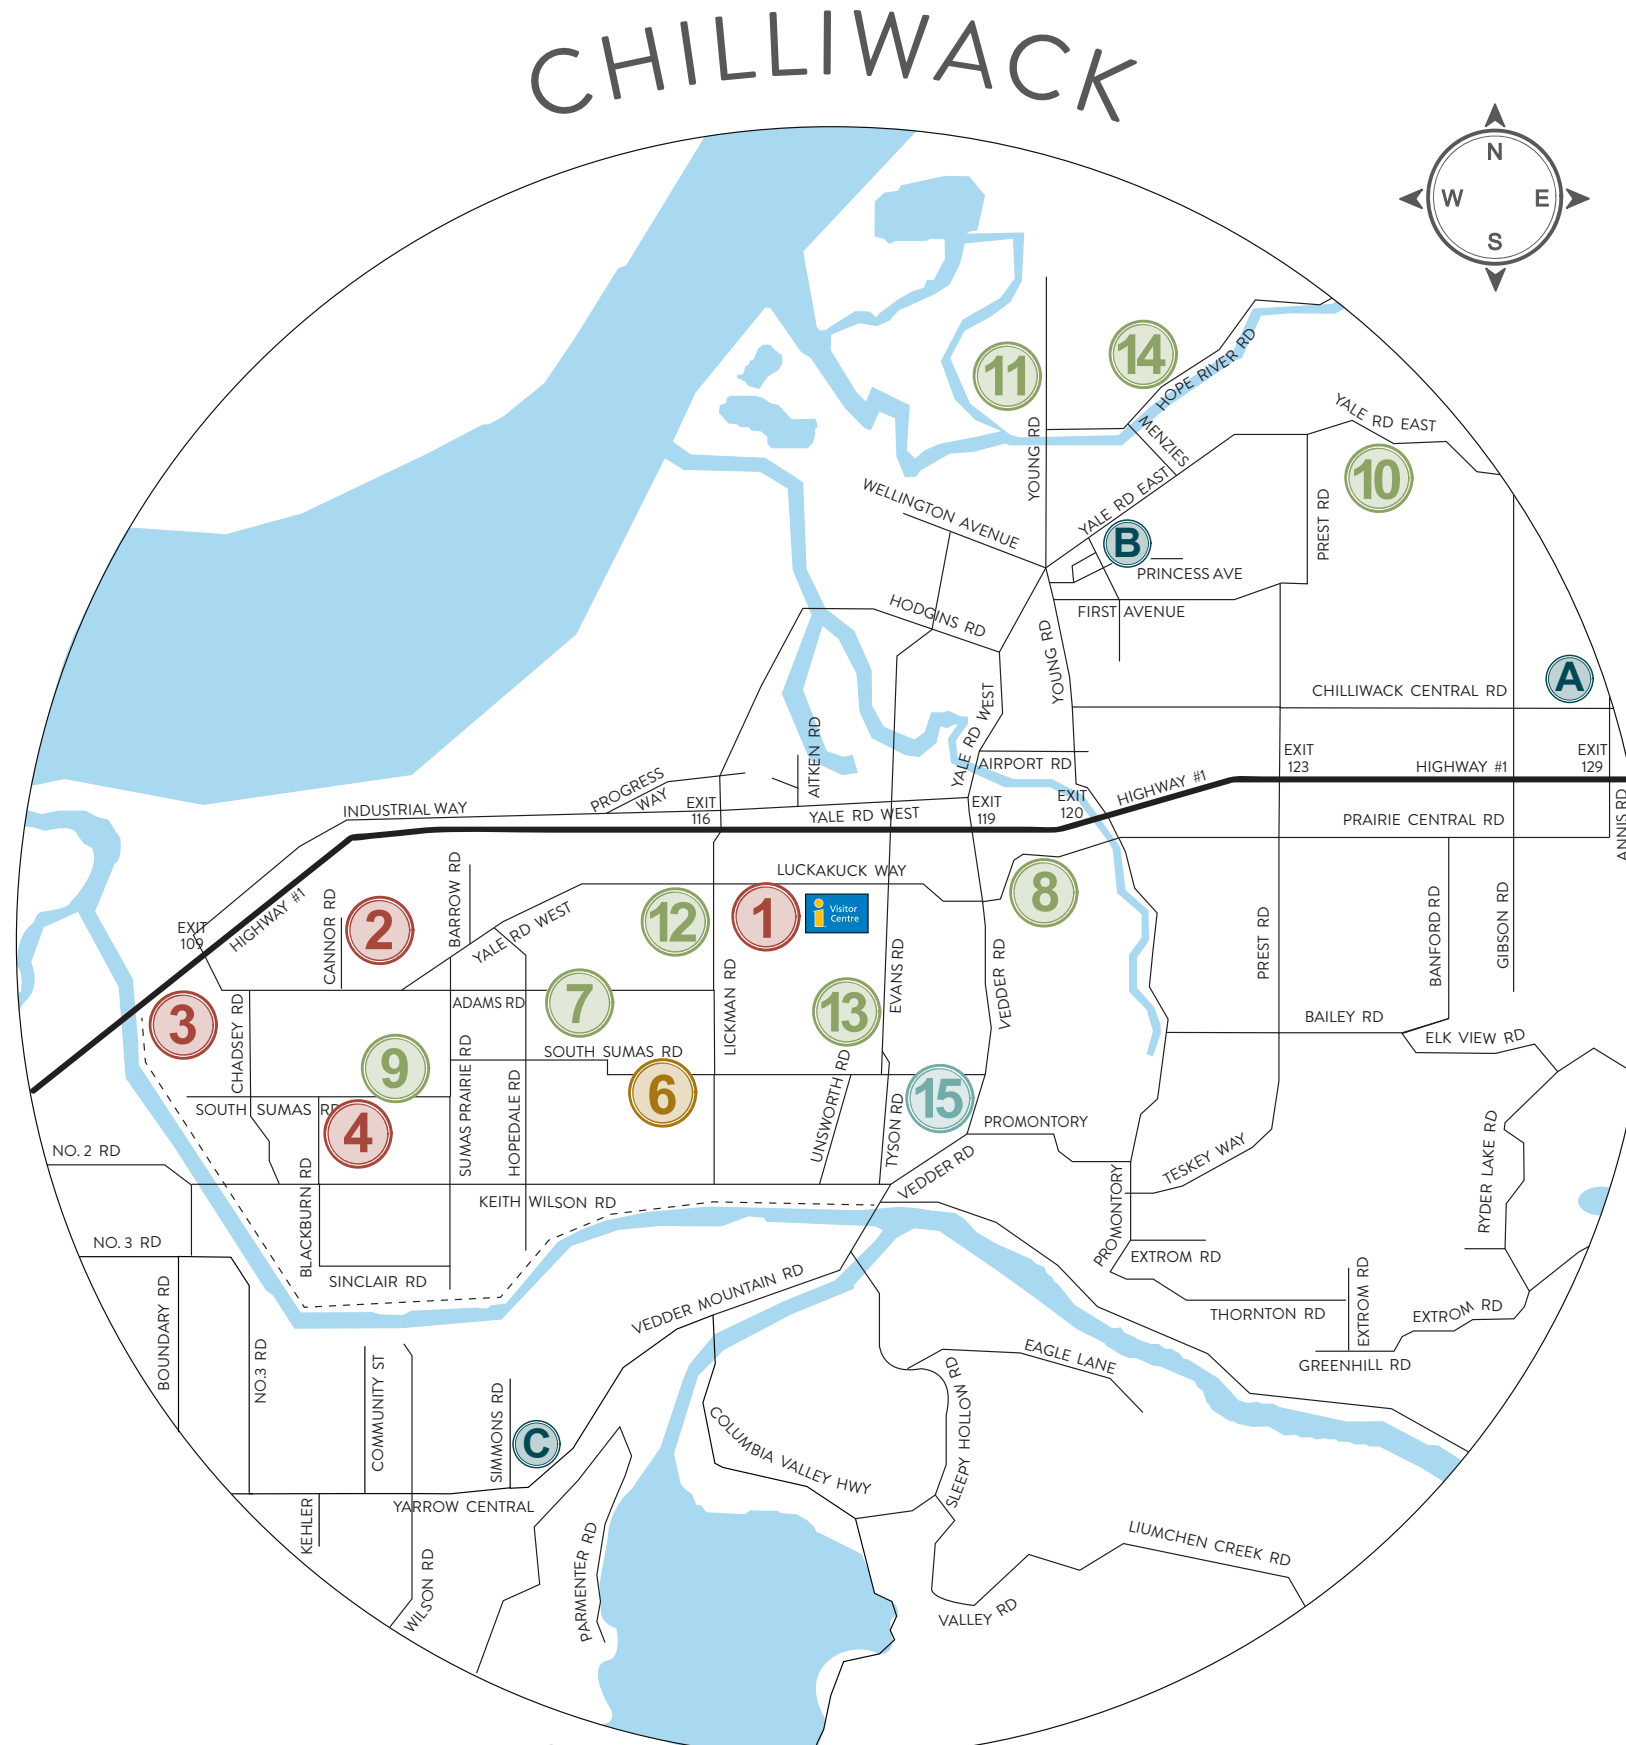 CHILLIWACK
N
W
E
S
11
14
HOPE RIVER RD
YALE RD EAST
MENZIES
YOUNG RD
10
WELLINGTON AVENUE
YALE RD EAST
PREST RD
B
PRINCESS AVE
FIRST AVENUE
HODGINS RD
YOUNG RD
A
CHILLIWACK CENTRAL RD
YALE RD WEST
AITKEN RD
AIRPORT RD
EXIT
123
HIGHWAY #1
EXIT
129
PROGRESS
WAY
INDUSTRIAL WAY
EXIT
116
YALE RD WEST
EXIT
119
EXIT
120
HIGHWAY #1
PRAIRIE CENTRAL RD
ANNIS RD
LUCKAKUCK WAY
BARROW RD
CANNOR RD
HIGHWAY #1
EXIT
109
2
YALE RD WEST
12
1
i
Visitor
Centre
8
EVANS RD
VEDDER RD
PREST RD
BANFORD RD
GIBSON RD
3
CHADSEY RD
ADAMS RD
7
LICKMAN RD
13
BAILEY RD
ELK VIEW RD
9
SUMAS PRAIRIE RD
HOPEDALE RD
SOUTH SUMAS RD
6
UNSWORTH RD
TYSON RD
15
SOUTH SUMAS RD
4
PROMONTORY
NO. 2 RD
BLACKBURN RD
KEITH WILSON RD
VEDDER RD
TESKEY WAY
PROMONTORY
RYDER LAKE RD
NO. 3 RD
SINCLAIR RD
EXTROM RD
BOUNDARY RD
VEDDER MOUNTAIN RD
THORNTON RD
EXTROM RD
EXTROM RD
NO.3 RD
COMMUNITY ST
SIMMONS RD
C
EAGLE LANE
GREENHILL RD
SLEEPY HOLLOW RD
COLUMBIA VALLEY HWY
KEHLER
YARROW CENTRAL
WILSON RD
PARMENTER RD
LIUMCHEN CREEK RD
VALLEY RD